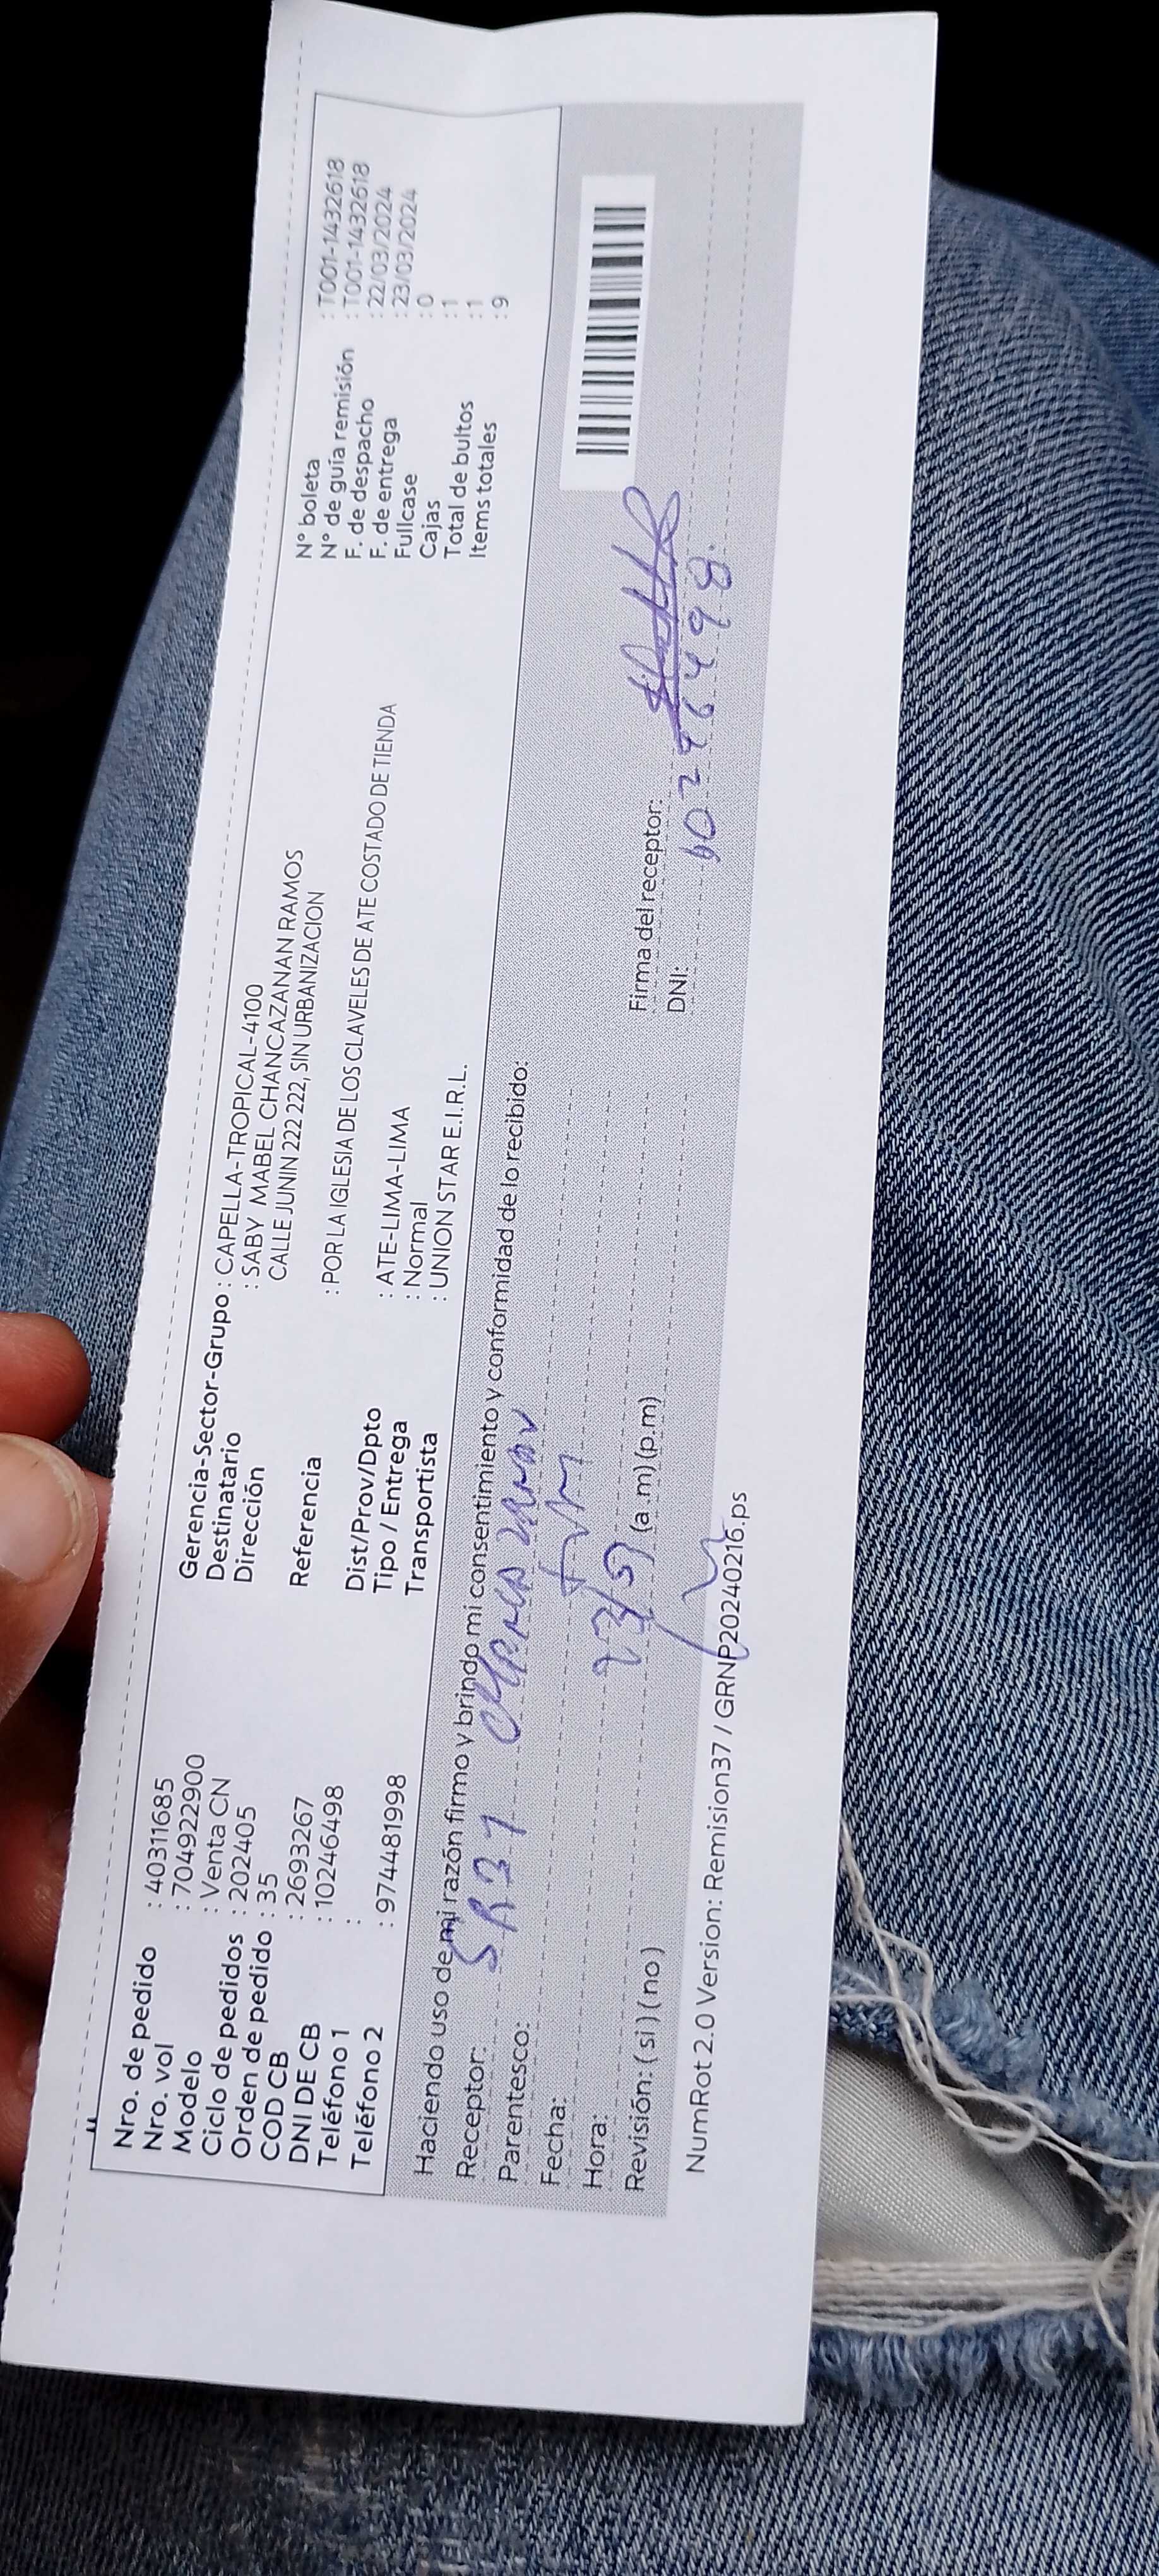 Nro. de pedido : 40311685
Nro. vol : 704922900
Modelo : Venta CN
Ciclo de pedidos : 202405
Orden de pedido : 35
COD CB : 2693267
DNI DE CB : 10246498
Teléfono 1 :
Teléfono 2 : 974481998
Gerencia-Sector-Grupo : CAPELLA-TROPICAL-4100
Destinatario : SABY MABEL CHANCAZANAN RAMOS
Dirección CALLE JUNIN 222 222, SIN URBANIZACION
Referencia : POR LA IGLESIA DE LOS CLAVELES DE ATE COSTADO DE TIENDA
Dist/Prov/Dpto : ATE-LIMA-LIMA
Tipo / Entrega : Normal
Transportista : UNION STAR E.I.R.L.
N° boleta : T001-1432618
N° de guía remisión : T001-1432618
F. de despacho : 22/03/2024
F. de entrega : 23/03/2024
Fullcase : 0
Cajas : 1
Total de bultos : 1
Items totales : 9
Haciendo uso de mi razón firmo y brindo mi consentimiento y conformidad de lo recibido:
Receptor:
Parentesco:
Fecha:
Hora: (a.m) (p.m)
Revisión: ( si ) ( no )
Firma del receptor:
DNI: 10246498
NumRot 2.0 Version: Remision37 / GRNP20240216.ps